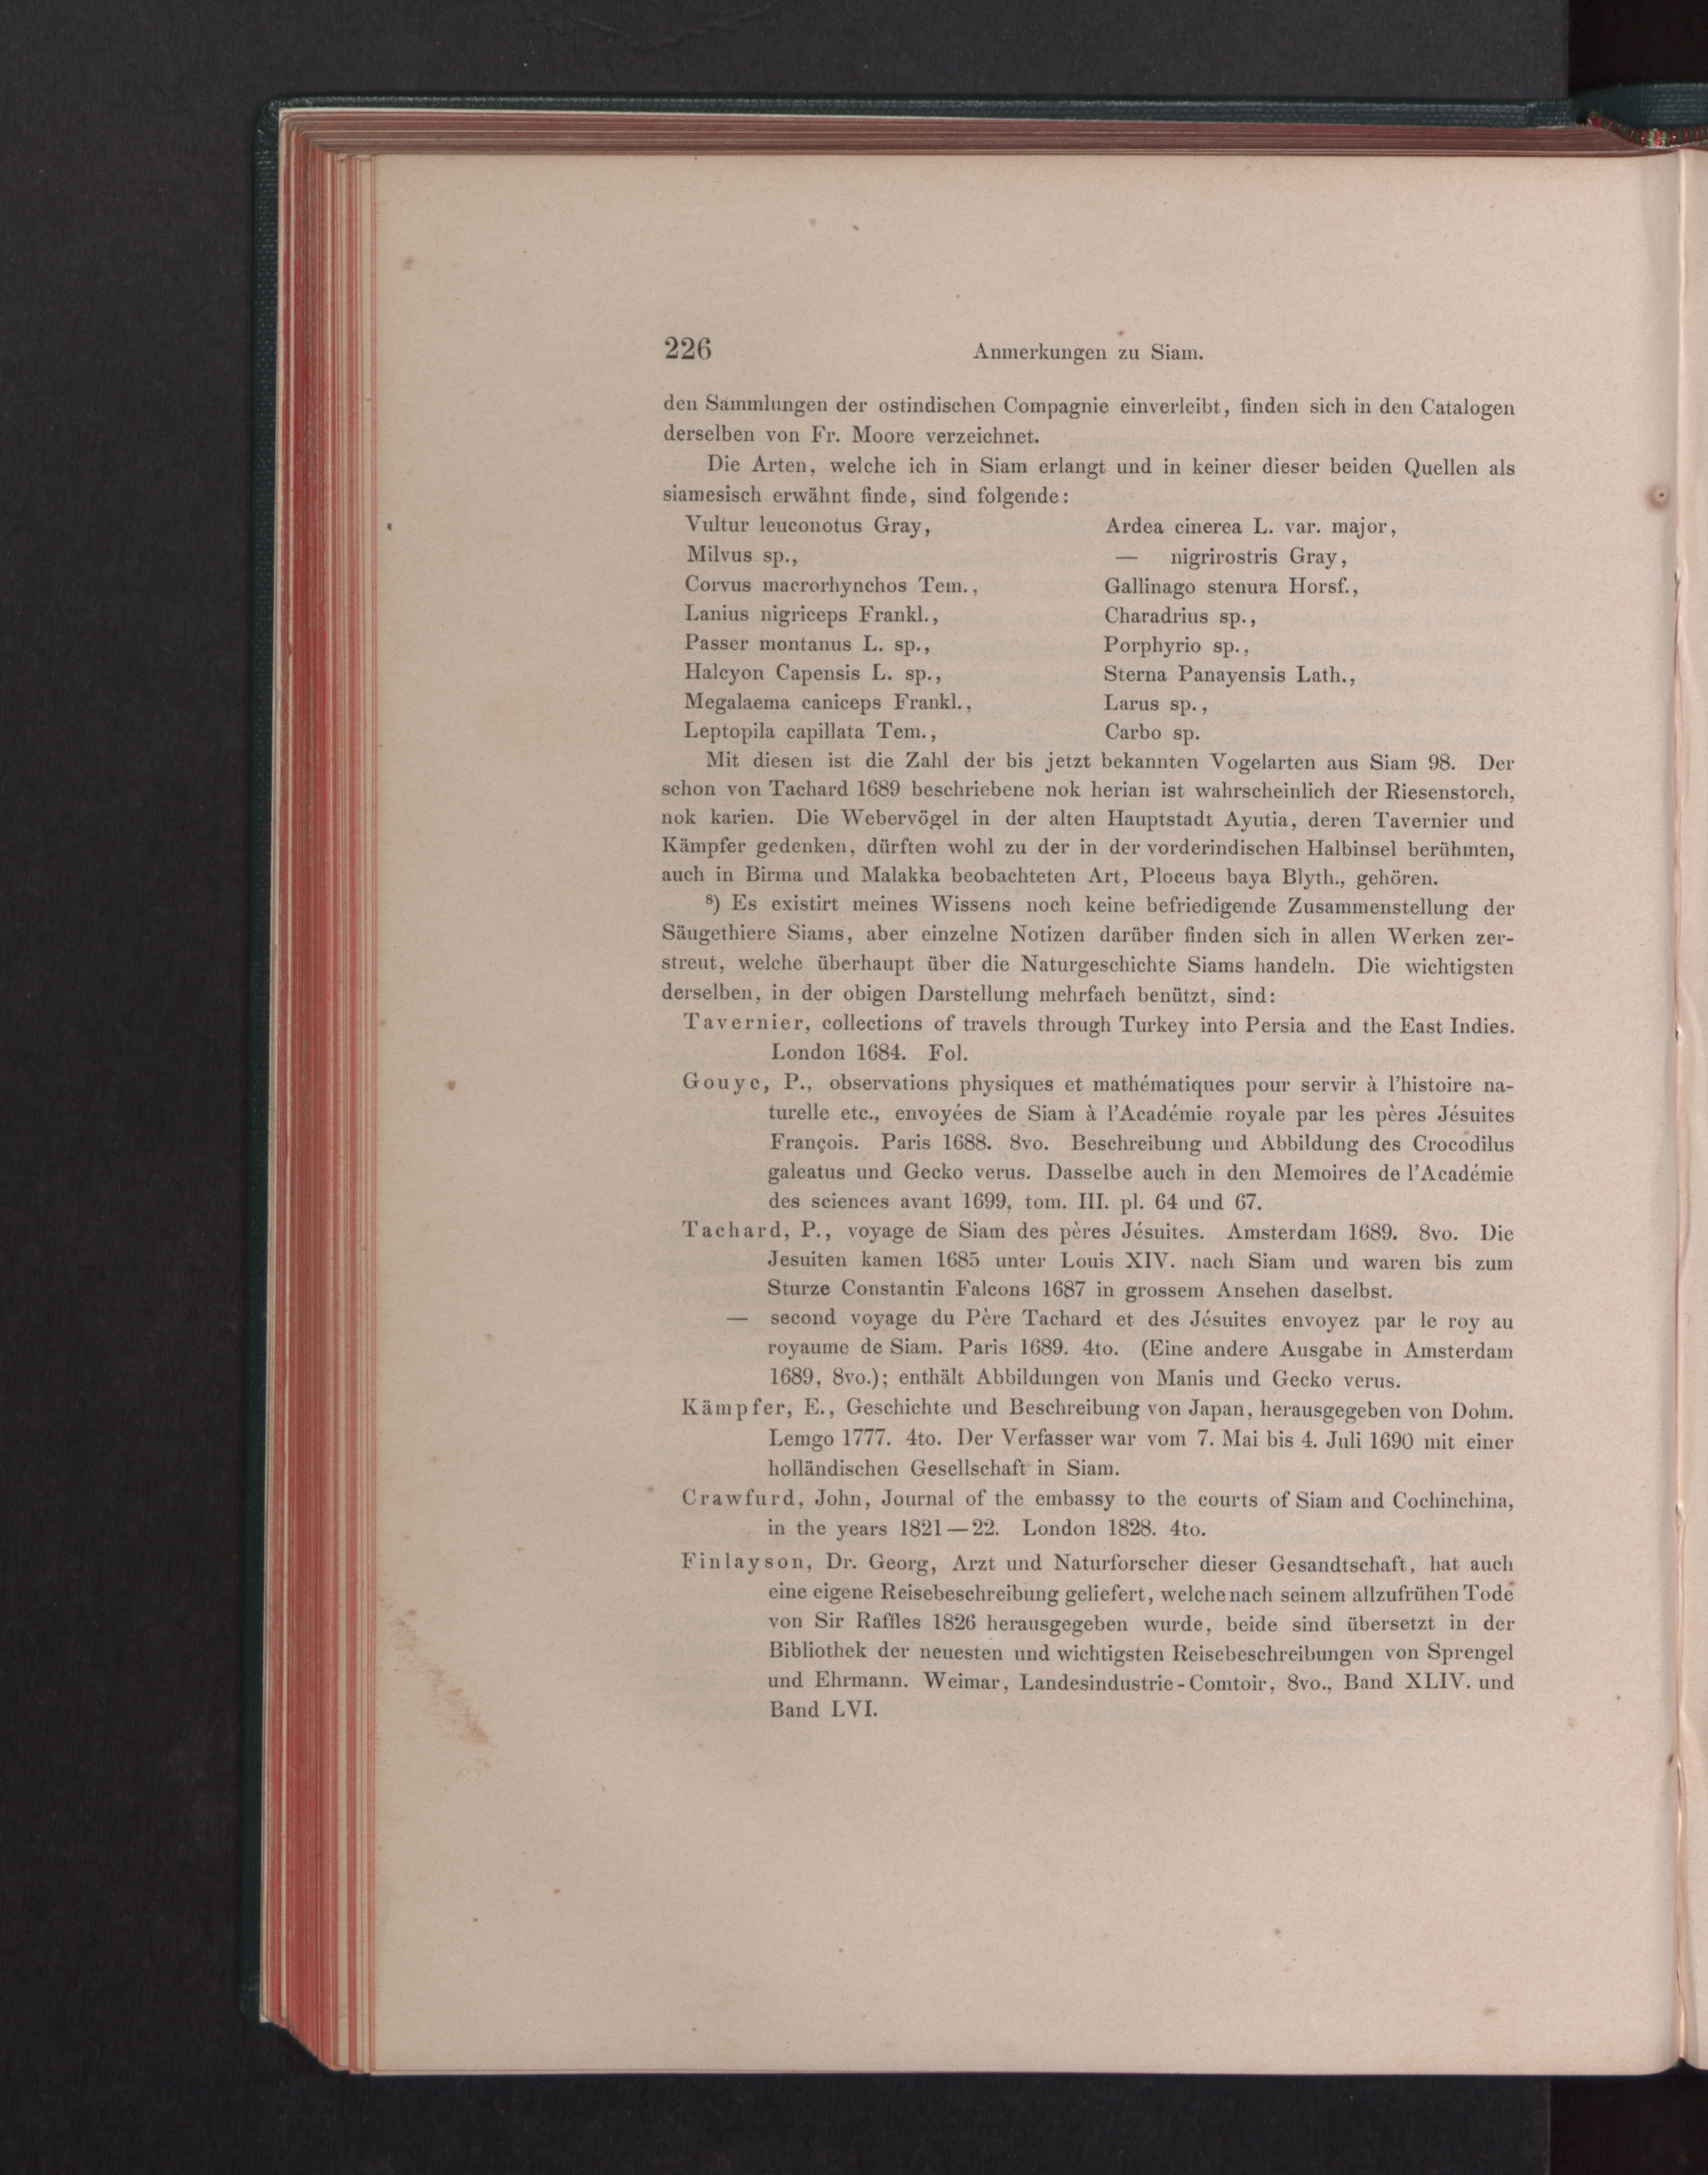 226 Anmerkungen zu Siam.
den Sammlungen der ostindischen Compagnie einverleibt, finden sich in den Catalogen
derselben von Fr. Moore verzeichnet.
Die Arten, welche ich in Siam erlangt und in keiner dieser beiden Quellen als
siamesisch erwähnt finde, sind folgende:
Vultur leuconotus Gray,
Milvus sp.,
Corvus macrorhynchos Tem.,
Lanius nigriceps Frankl.,
Passer montanus L. sp.,
Halcyon Capensis L. sp.,
Megalaema caniceps Frankl.,
Leptopila capillata Tem.,
Ardea cinerea L. var. major,
— nigrirostris Gray,
Gallinago stenura Horsf.,
Charadrius sp.,
Porphyrio sp.,
Sterna Panayensis Lath.,
Larus sp.,
Carbo sp.
Mit diesen ist die Zahl der bis jetzt bekannten Vogelarten aus Siam 98. Der
schon von Tachard 1689 beschriebene nok herian ist wahrscheinlich der Riesenstorch,
nok karien. Die Webervögel in der alten Hauptstadt Ayutia, deren Tavernier und
Kämpfer gedenken, dürften wohl zu der in der vorderindischen Halbinsel berühmten,
auch in Birma und Malakka beobachteten Art, Ploceus baya Blyth., gehören.
⁸) Es existirt meines Wissens noch keine befriedigende Zusammenstellung der
Säugethiere Siams, aber einzelne Notizen darüber finden sich in allen Werken zer-
streut, welche überhaupt über die Naturgeschichte Siams handeln. Die wichtigsten
derselben, in der obigen Darstellung mehrfach benützt, sind:
Tavernier, collections of travels through Turkey into Persia and the East Indies.
London 1684. Fol.
Gouye, P., observations physiques et mathématiques pour servir à l'histoire na-
turelle etc., envoyées de Siam à l'Académie royale par les pères Jésuites
François. Paris 1688. 8vo. Beschreibung und Abbildung des Crocodilus
galeatus und Gecko verus. Dasselbe auch in den Memoires de l'Académie
des sciences avant 1699, tom. III. pl. 64 und 67.
Tachard, P., voyage de Siam des pères Jésuites. Amsterdam 1689. 8vo. Die
Jesuiten kamen 1685 unter Louis XIV. nach Siam und waren bis zum
Sturze Constantin Falcons 1687 in grossem Ansehen daselbst.
— second voyage du Père Tachard et des Jésuites envoyez par le roy au
royaume de Siam. Paris 1689. 4to. (Eine andere Ausgabe in Amsterdam
1689, 8vo.); enthält Abbildungen von Manis und Gecko verus.
Kämpfer, E., Geschichte und Beschreibung von Japan, herausgegeben von Dohm.
Lemgo 1777. 4to. Der Verfasser war vom 7. Mai bis 4. Juli 1690 mit einer
holländischen Gesellschaft in Siam.
Crawfurd, John, Journal of the embassy to the courts of Siam and Cochinchina,
in the years 1821—22. London 1828. 4to.
Finlayson, Dr. Georg, Arzt und Naturforscher dieser Gesandtschaft, hat auch
eine eigene Reisebeschreibung geliefert, welche nach seinem allzufrühen Tode
von Sir Raffles 1826 herausgegeben wurde, beide sind übersetzt in der
Bibliothek der neuesten und wichtigsten Reisebeschreibungen von Sprengel
und Ehrmann. Weimar, Landesindustrie-Comtoir, 8vo., Band XLIV. und
Band LVI.